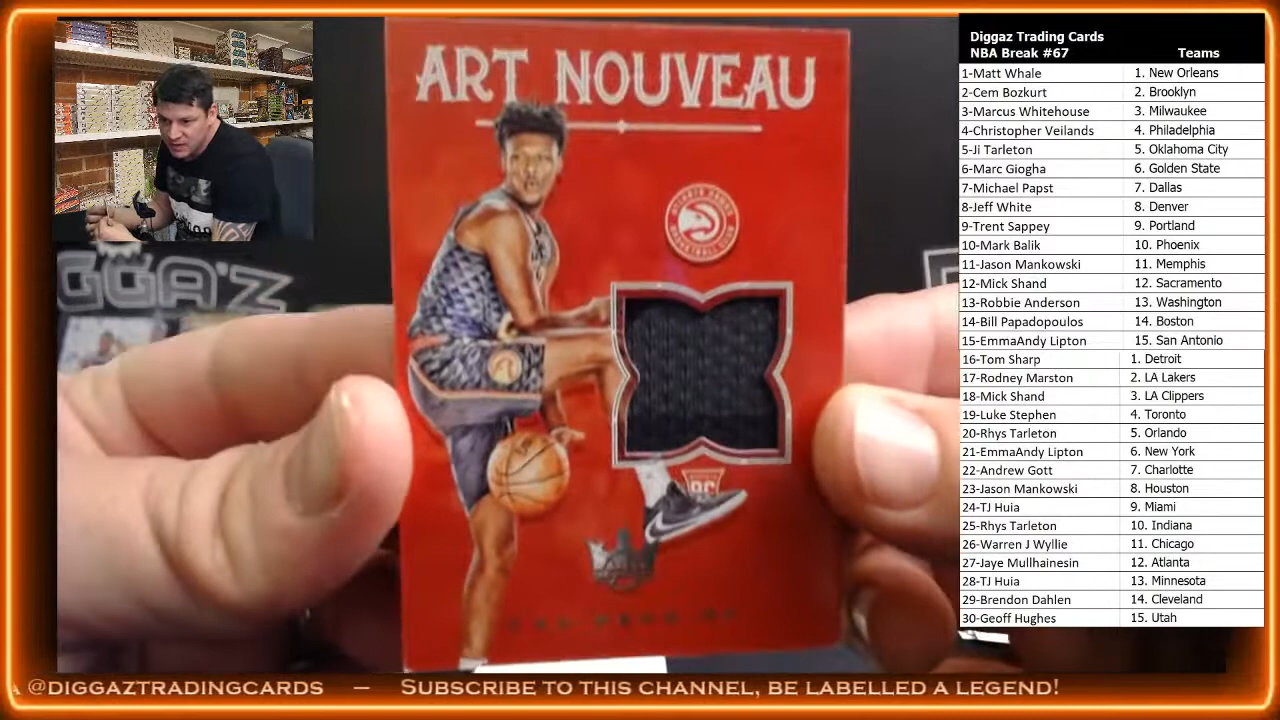 Diggaz Trading Cards
NBA Break #67 Teams
1-Matt Whale 1. New Orleans
2-Cem Bozkurt 2. Brooklyn
3-Marcus Whitehouse 3. Milwaukee
4-Christopher Veilands 4. Philadelphia
5-Ji Tarleton 5. Oklahoma City
6-Marc Giogha 6. Golden State
7-Michael Papst 7. Dallas
8-Jeff White 8. Denver
9-Trent Sappey 9. Portland
10-Mark Balik 10. Phoenix
11-Jason Mankowski 11. Memphis
12-Mick Shand 12. Sacramento
13-Robbie Anderson 13. Washington
14-Bill Papadopoulos 14. Boston
15-EmmaAndy Lipton 15. San Antonio
16-Tom Sharp 1. Detroit
17-Rodney Marston 2. LA Lakers
18-Mick Shand 3. LA Clippers
19-Luke Stephen 4. Toronto
20-Rhys Tarleton 5. Orlando
21-EmmaAndy Lipton 6. New York
22-Andrew Gott 7. Charlotte
23-Jason Mankowski 8. Houston
24-TJ Huia 9. Miami
25-Rhys Tarleton 10. Indiana
26-Warren J Wyllie 11. Chicago
27-Jaye Mullhainesin 12. Atlanta
28-TJ Huia 13. Minnesota
29-Brendon Dahlen 14. Cleveland
30-Geoff Hughes 15. Utah
ART NOUVEAU
RC
GGA'Z
@DIGGAZTRADINGCARDS — SUBSCRIBE TO THIS CHANNEL, BE LABELLED A LEGEND!